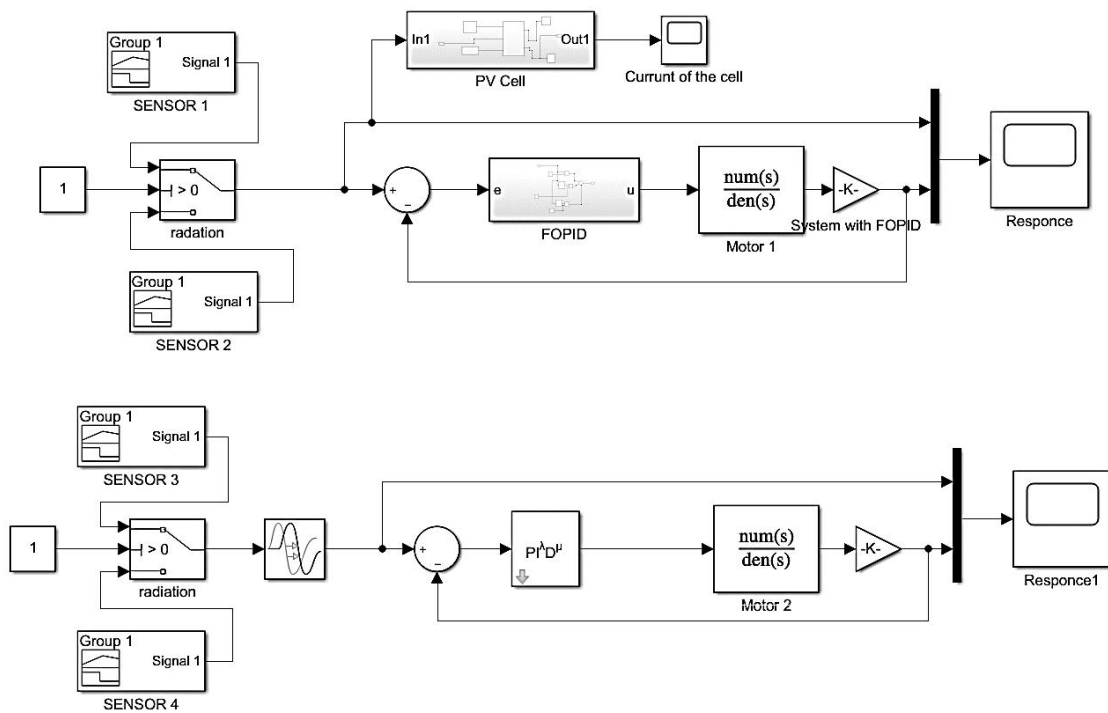 Group 1
Signal 1
SENSOR 1
In1
Out1
PV Cell
Currunt of the cell
1
> 0
radation
+
−
e
u
FOPID
num(s)
den(s)
Motor 1
-K-
System with FOPID
Responce
Group 1
Signal 1
SENSOR 2
Group 1
Signal 1
SENSOR 3
1
> 0
radiation
+
−
PI^λD^μ
num(s)
den(s)
Motor 2
-K-
Responce1
Group 1
Signal 1
SENSOR 4